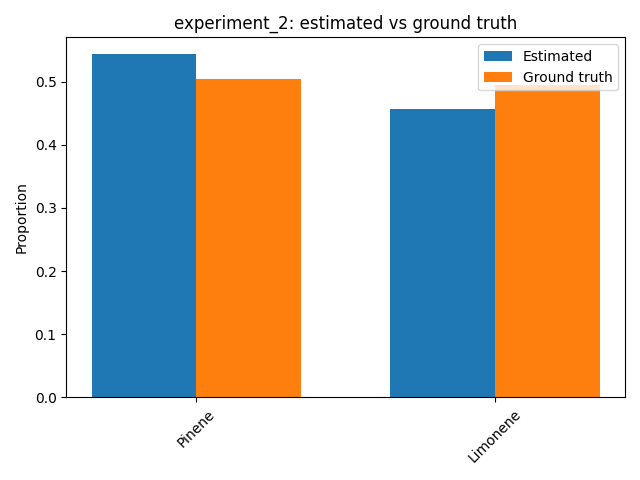 experiment_2: estimated vs ground truth
Estimated
Ground truth
Proportion
0.5
0.4
0.3
0.2
0.1
0.0
Pinene
Limonene